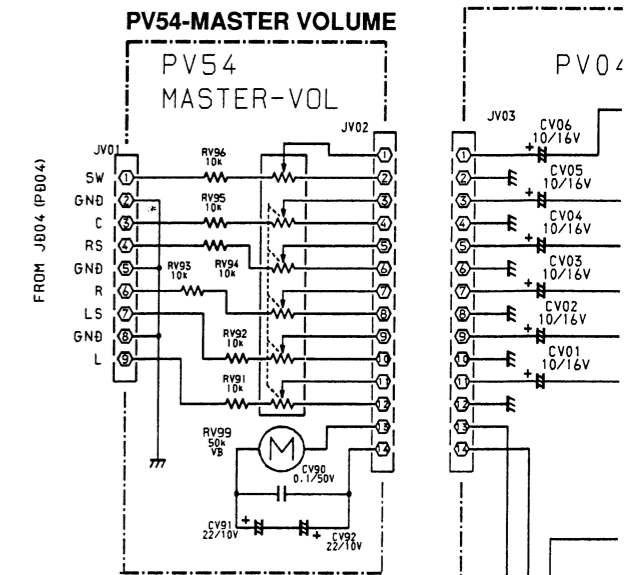 PV54-MASTER VOLUME
PV54
MASTER-VOL
PV04
JV01
JV02
JV03
FROM JB04 (PB04)
SW
GND
C
RS
GND
R
LS
GND
L
1
2
3
4
5
6
7
8
9
RV96
10k
RV95
10k
RV94
10k
RV93
10k
RV92
10k
RV91
10k
RV99
50k
VB
M
CV90
0.1/50V
CV91
22/10V
CV92
22/10V
1
2
3
4
5
6
7
8
9
10
11
12
13
14
1
2
3
4
5
6
7
8
9
10
11
12
13
14
CV06
10/16V
CV05
10/16V
CV04
10/16V
CV03
10/16V
CV02
10/16V
CV01
10/16V